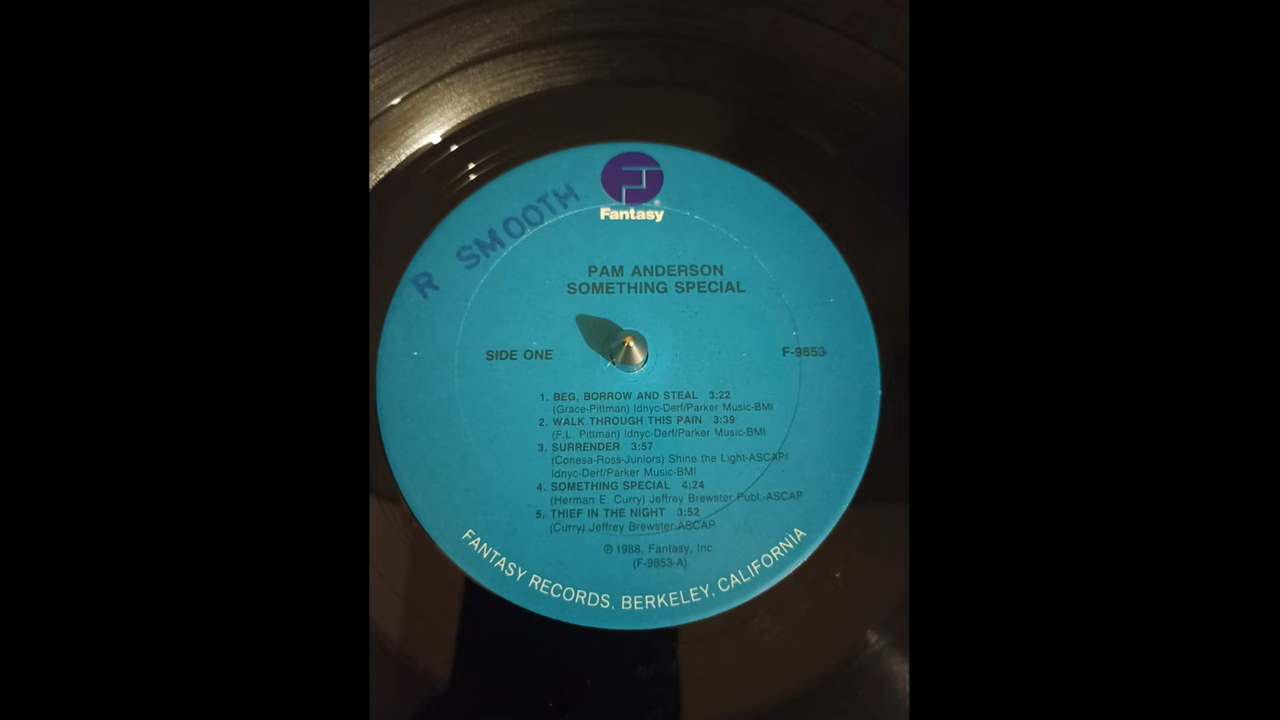 R SMOOTH
Fantasy
PAM ANDERSON
SOMETHING SPECIAL
SIDE ONE
F-9653
1. BEG, BORROW AND STEAL 3:22
(Grace-Pittman) Idnyc-Derf/Parker Music-BMI
2. WALK THROUGH THIS PAIN 3:39
(F.L. Pittman) Idnyc-Derf/Parker Music-BMI
3. SURRENDER 3:57
(Conesa-Ross-Juniors) Shine the Light-ASCAP/
Idnyc-Derf/Parker Music-BMI
4. SOMETHING SPECIAL 4:24
(Herman E. Curry) Jeffrey Brewster Publ.-ASCAP
5. THIEF IN THE NIGHT 3:52
(Curry) Jeffrey Brewster-ASCAP
℗ 1988, Fantasy, Inc.
(F-9653-A)
FANTASY RECORDS, BERKELEY, CALIFORNIA